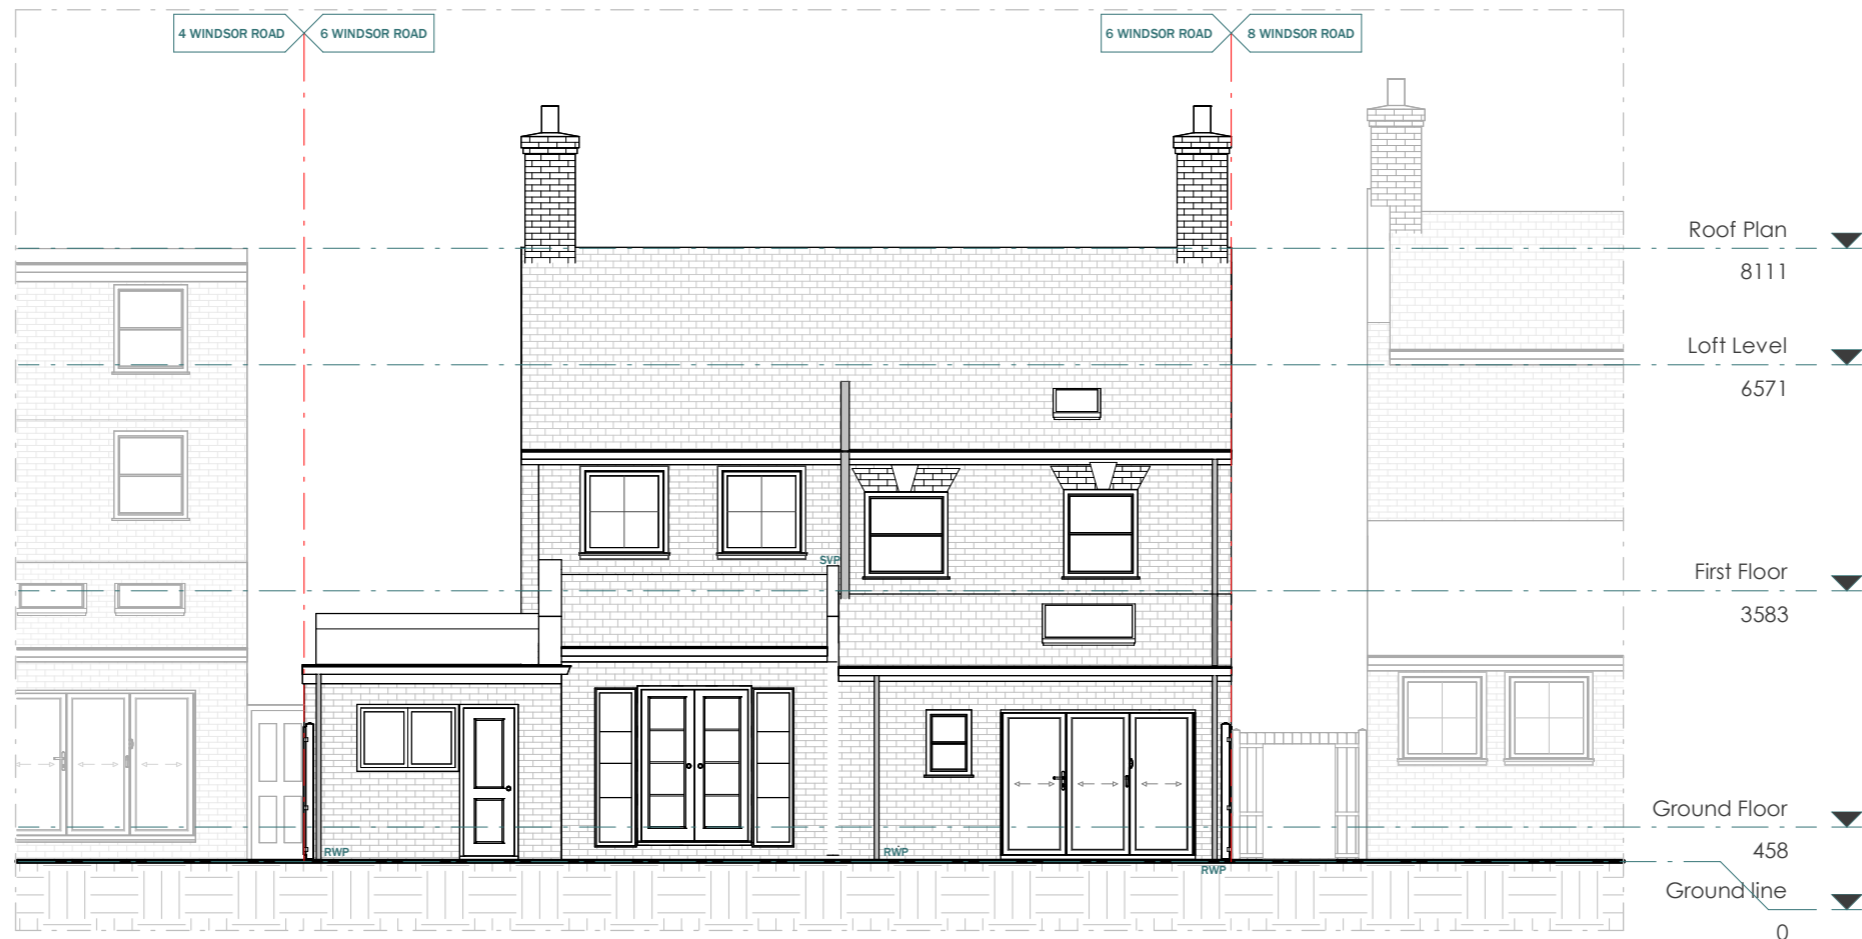 4 WINDSOR ROAD
6 WINDSOR ROAD
6 WINDSOR ROAD
8 WINDSOR ROAD
Roof Plan
8111
Loft Level
6571
SVP
First Floor
3583
Ground Floor
458
RWP
RWP
RWP
Ground line
0